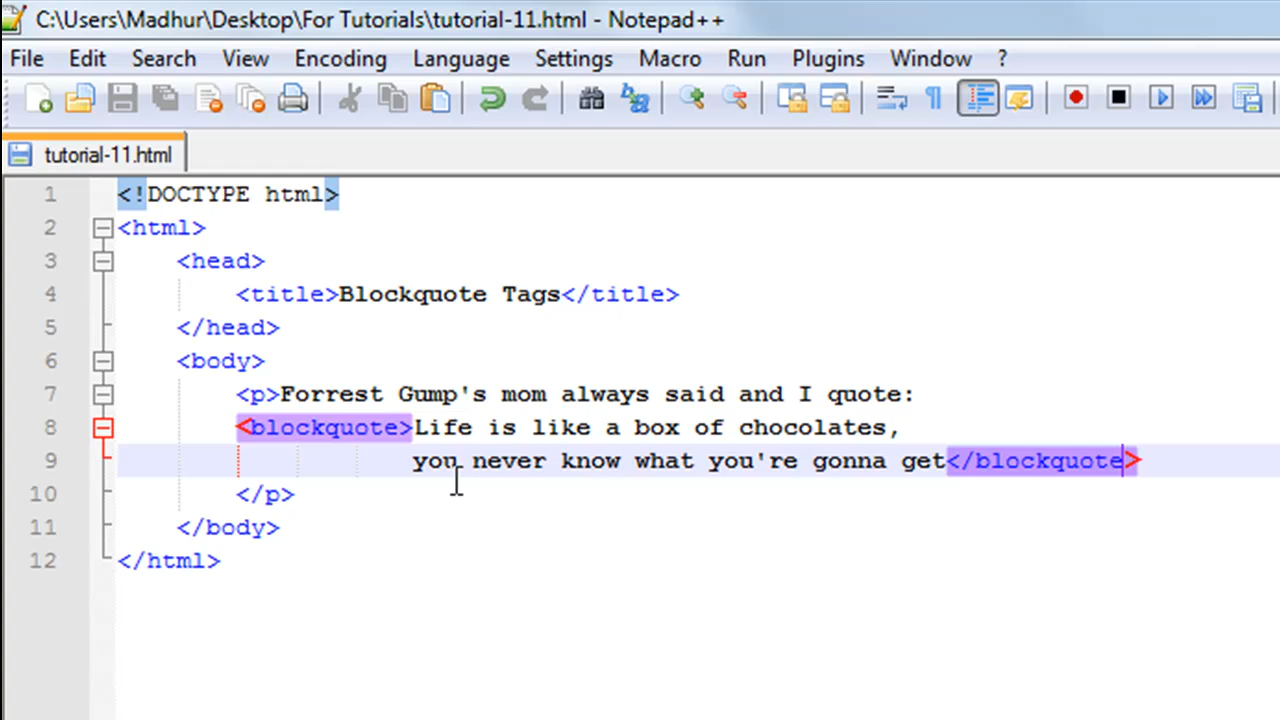 C:\Users\Madhur\Desktop\For Tutorials\tutorial-11.html - Notepad++
File Edit Search View Encoding Language Settings Macro Run Plugins Window ?
tutorial-11.html
1 <!DOCTYPE html>
2 <html>
3 <head>
4 <title>Blockquote Tags</title>
5 </head>
6 <body>
7 <p>Forrest Gump's mom always said and I quote:
8 <blockquote>Life is like a box of chocolates,
9 you never know what you're gonna get</blockquote>
10 </p>
11 </body>
12 </html>